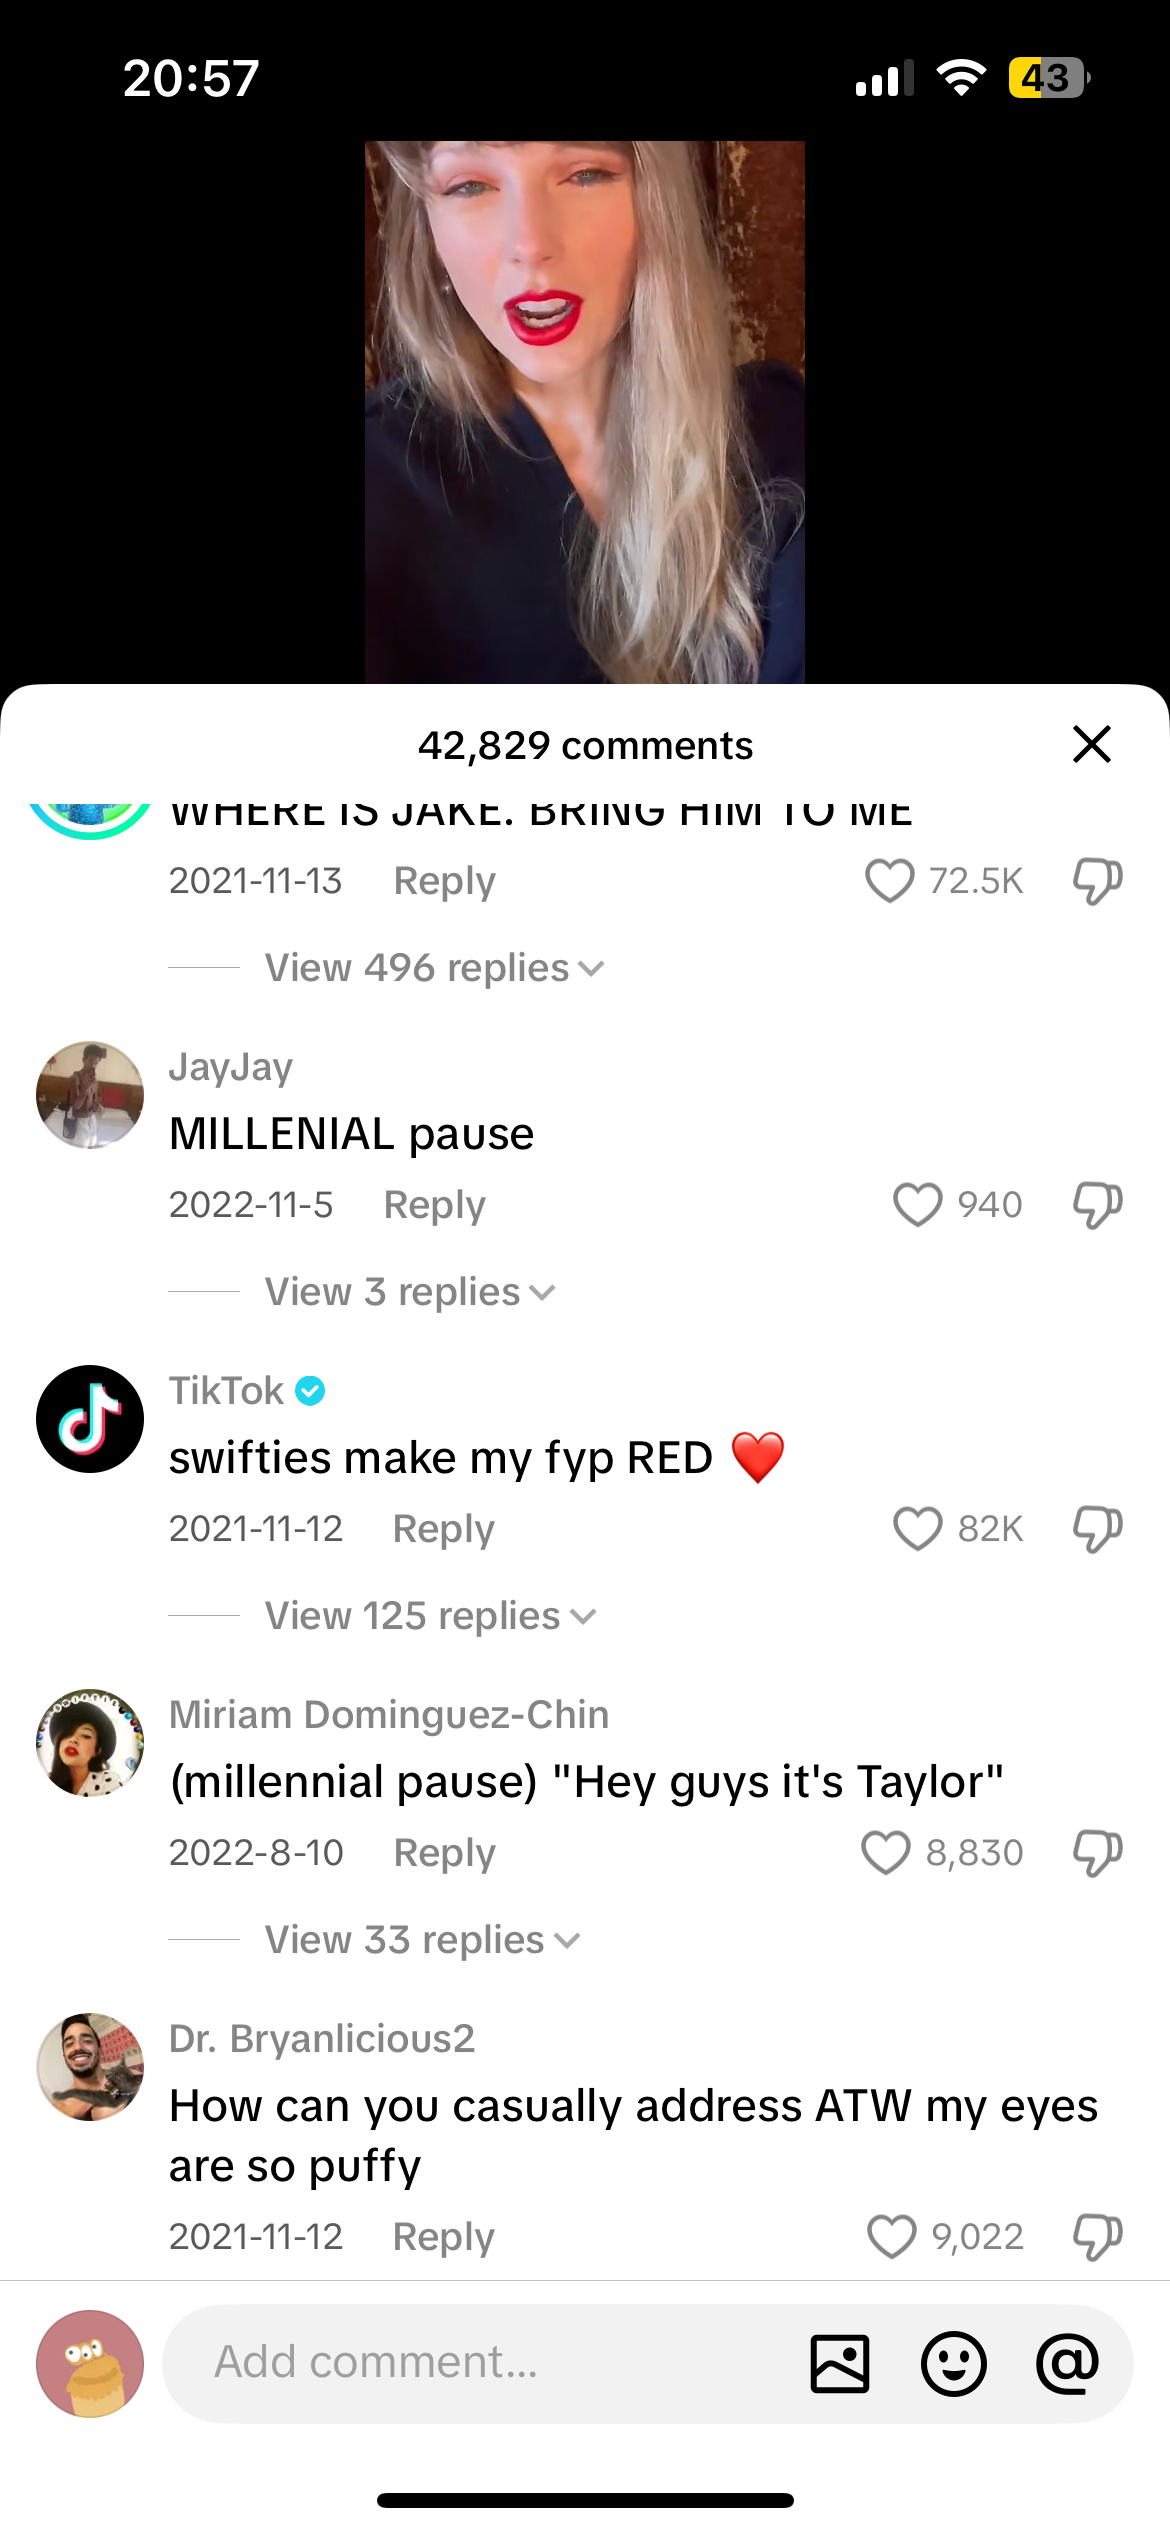 20:57
43
42,829 comments
WHERE IS JAKE. BRING HIM TO ME
2021-11-13 Reply 72.5K
View 496 replies
JayJay
MILLENIAL pause
2022-11-5 Reply 940
View 3 replies
TikTok
swifties make my fyp RED ❤️
2021-11-12 Reply 82K
View 125 replies
Miriam Dominguez-Chin
(millennial pause) "Hey guys it's Taylor"
2022-8-10 Reply 8,830
View 33 replies
Dr. Bryanlicious2
How can you casually address ATW my eyes
are so puffy
2021-11-12 Reply 9,022
Add comment...